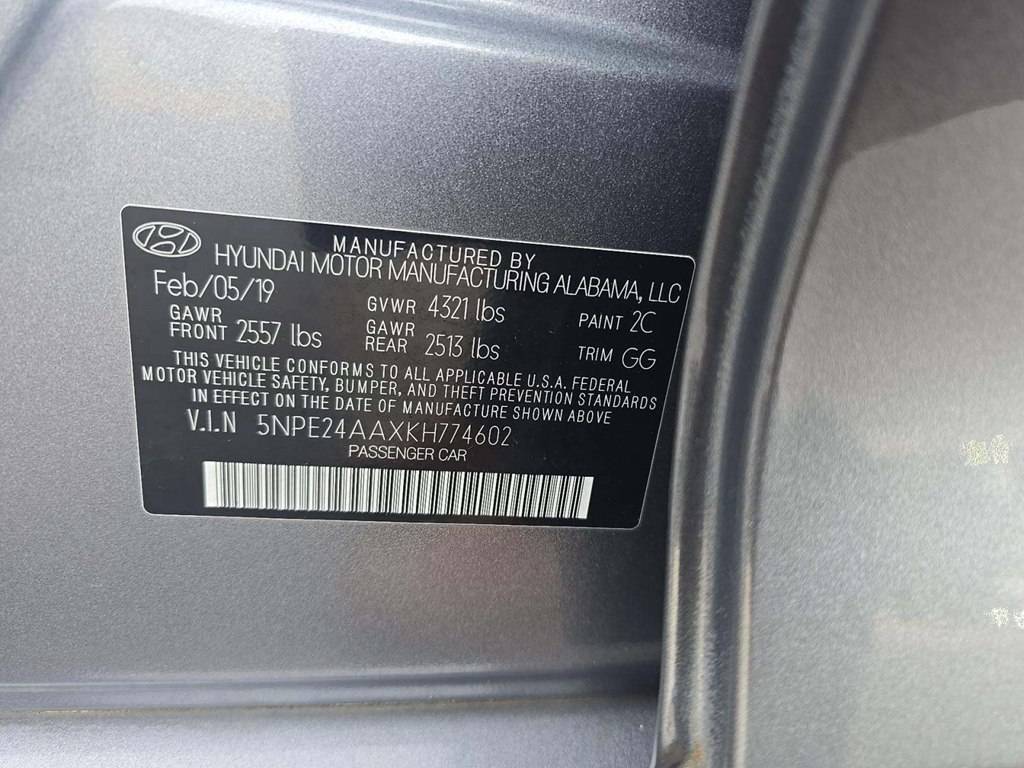 MANUFACTURED BY
HYUNDAI MOTOR MANUFACTURING ALABAMA, LLC
Feb/05/19 GVWR 4321 lbs PAINT 2C
GAWR FRONT 2557 lbs GAWR REAR 2513 lbs TRIM GG
THIS VEHICLE CONFORMS TO ALL APPLICABLE U.S.A. FEDERAL
MOTOR VEHICLE SAFETY, BUMPER, AND THEFT PREVENTION STANDARDS
IN EFFECT ON THE DATE OF MANUFACTURE SHOWN ABOVE
V.I.N 5NPE24AAXKH774602
PASSENGER CAR